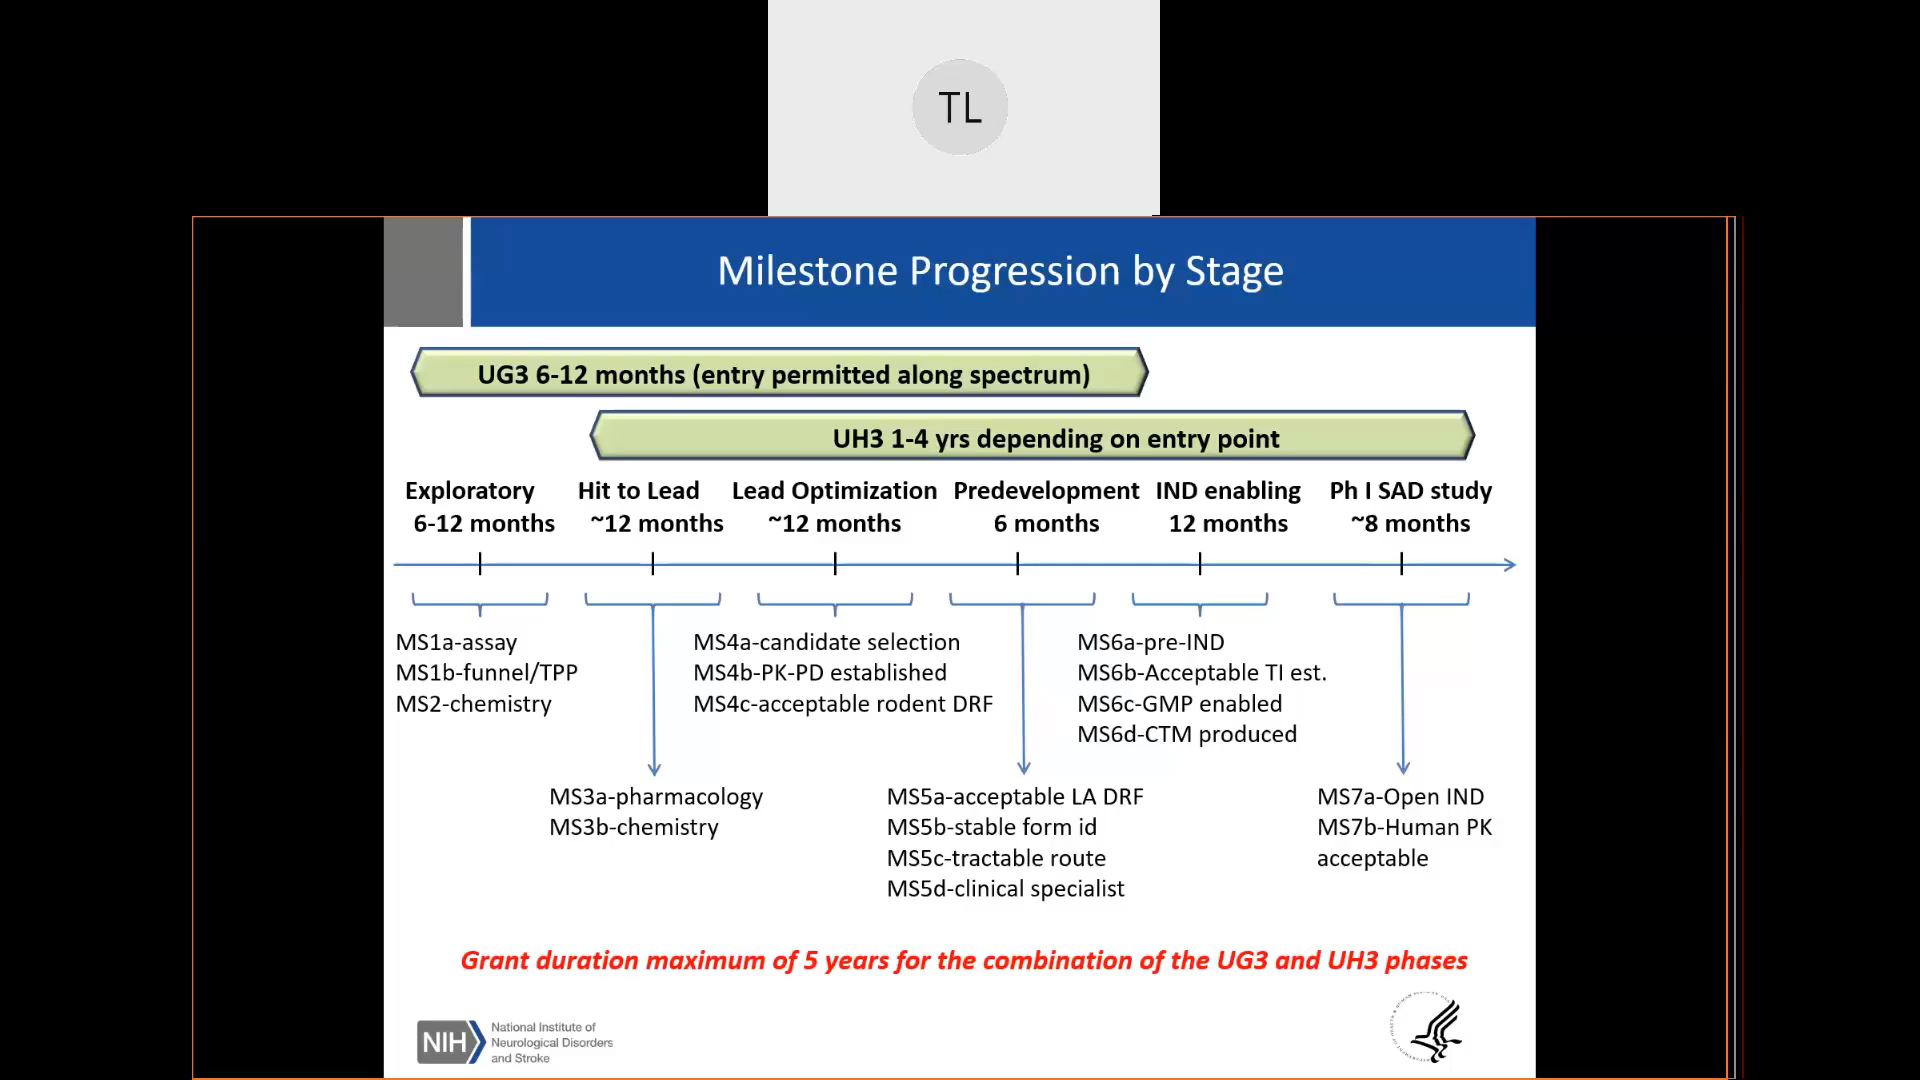 TL
Milestone Progression by Stage
UG3 6-12 months (entry permitted along spectrum)
UH3 1-4 yrs depending on entry point
Exploratory
6-12 months
Hit to Lead
~12 months
Lead Optimization
~12 months
Predevelopment
6 months
IND enabling
12 months
Ph I SAD study
~8 months
MS1a-assay
MS1b-funnel/TPP
MS2-chemistry
MS4a-candidate selection
MS4b-PK-PD established
MS4c-acceptable rodent DRF
MS6a-pre-IND
MS6b-Acceptable TI est.
MS6c-GMP enabled
MS6d-CTM produced
MS3a-pharmacology
MS3b-chemistry
MS5a-acceptable LA DRF
MS5b-stable form id
MS5c-tractable route
MS5d-clinical specialist
MS7a-Open IND
MS7b-Human PK
acceptable
Grant duration maximum of 5 years for the combination of the UG3 and UH3 phases
NIH
National Institute of
Neurological Disorders
and Stroke